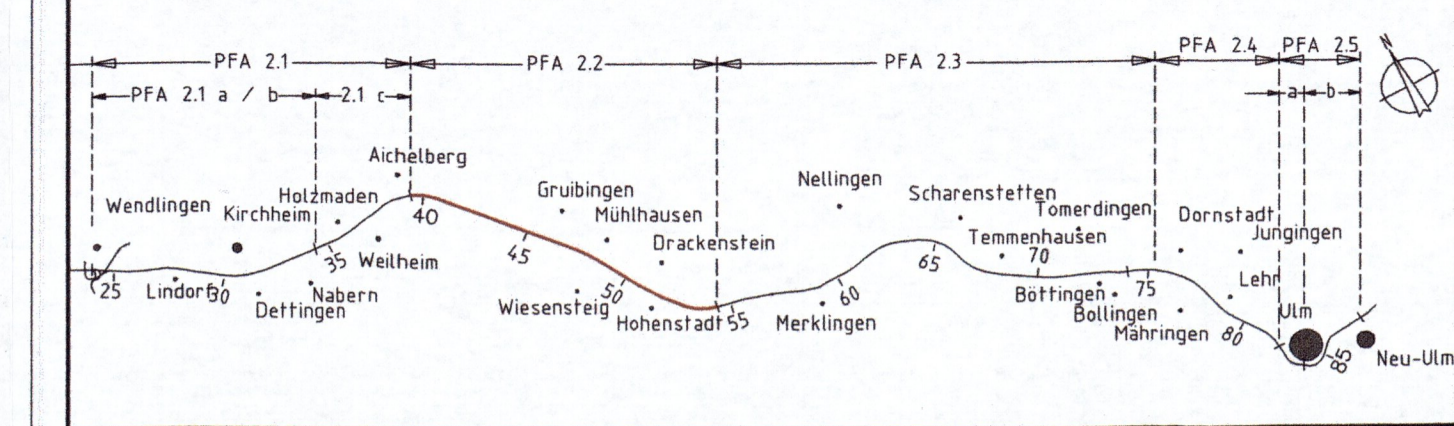 PFA 2.1
PFA 2.2
PFA 2.3
PFA 2.4
PFA 2.5
PFA 2.1 a / b
2.1 c
a
b
N
Aichelberg
Wendlingen
Holzmaden
Kirchheim
40
Gruibingen
Mühlhausen
Drackenstein
Nellingen
Scharenstetten
Tomerdingen
Temmenhausen
Dornstadt
Jungingen
35
Weilheim
45
65
70
25
Lindorf
30
Nabern
Dettingen
Wiesensteig
50
Hohenstadt
55
Merklingen
60
Böttingen
75
Bollingen
Mähringen
Lehr
80
Ulm
85
Neu-Ulm